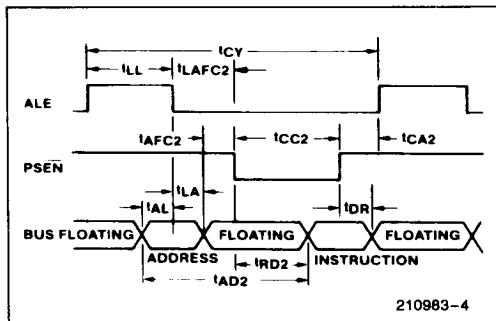 tCY
tLL tLAFC2
ALE
tAFC2 tCC2 tCA2
PSEN
tLA
tAL tDR
BUS FLOATING FLOATING FLOATING
ADDRESS tRD2 INSTRUCTION
tAD2
210983-4